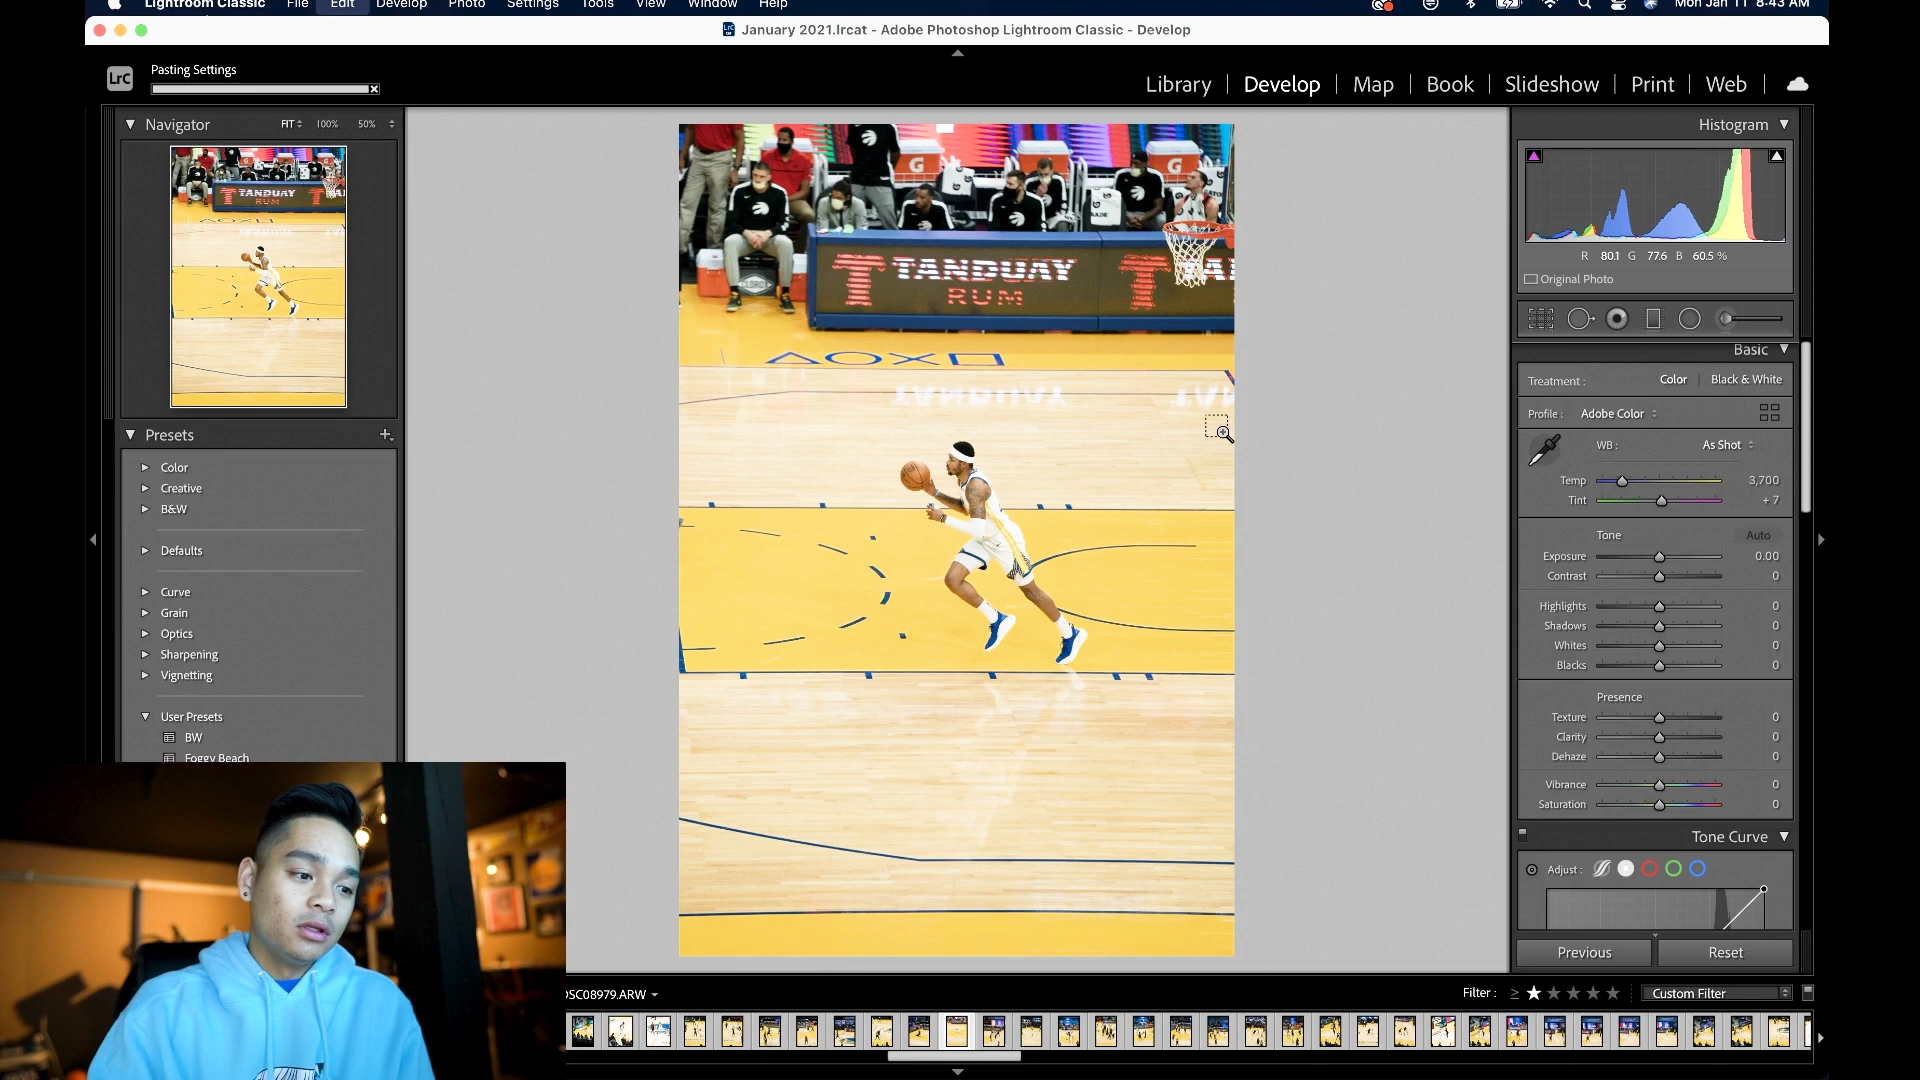 Lightroom Classic File Edit Develop Photo Settings Tools View Window Help Mon Jan 11 8:43 AM
January 2021.lrcat - Adobe Photoshop Lightroom Classic - Develop
LrC Pasting Settings
Library Develop Map Book Slideshow Print Web
Navigator FIT 100% 50%
TANDUAY
RUM
Presets
Color
Creative
B&W
Defaults
Curve
Grain
Optics
Sharpening
Vignetting
User Presets
BW
Foggy Beach
G G G
CLOROX
TANDUAY TA
RUM
TANDUAY
Histogram
R 80.1 G 77.6 B 60.5 %
Original Photo
Basic
Treatment : Color Black & White
Profile : Adobe Color
WB : As Shot
Temp 3,700
Tint + 7
Tone Auto
Exposure 0.00
Contrast 0
Highlights 0
Shadows 0
Whites 0
Blacks 0
Presence
Texture 0
Clarity 0
Dehaze 0
Vibrance 0
Saturation 0
Tone Curve
Adjust :
Previous Reset
DSC08979.ARW
Filter : ≥ ★ ★ ★ ★ ★ Custom Filter